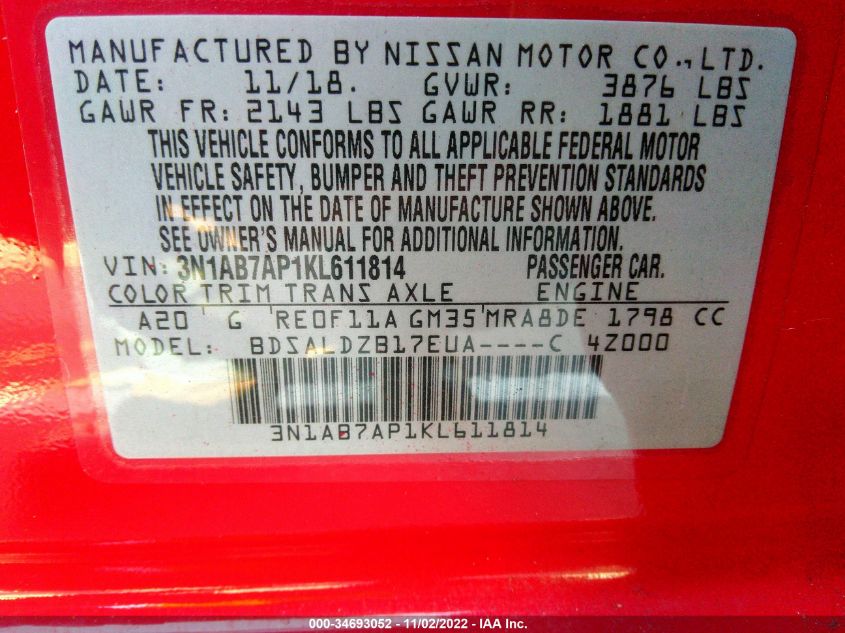 MANUFACTURED BY NISSAN MOTOR CO., LTD.
DATE: 11/18. GVWR: 3876 LBS
GAWR FR: 2143 LBS GAWR RR: 1881 LBS
THIS VEHICLE CONFORMS TO ALL APPLICABLE FEDERAL MOTOR
VEHICLE SAFETY, BUMPER AND THEFT PREVENTION STANDARDS
IN EFFECT ON THE DATE OF MANUFACTURE SHOWN ABOVE.
SEE OWNER'S MANUAL FOR ADDITIONAL INFORMATION.
VIN: 3N1AB7AP1KL611814 PASSENGER CAR.
COLOR TRIM TRANS AXLE ENGINE
A20 G RE0F11A GM35 MRA8DE 1798 CC
MODEL: BDSALDZB17EUA----C 4Z000
3N1AB7AP1KL611814
000-34693052 - 11/02/2022 - IAA Inc.